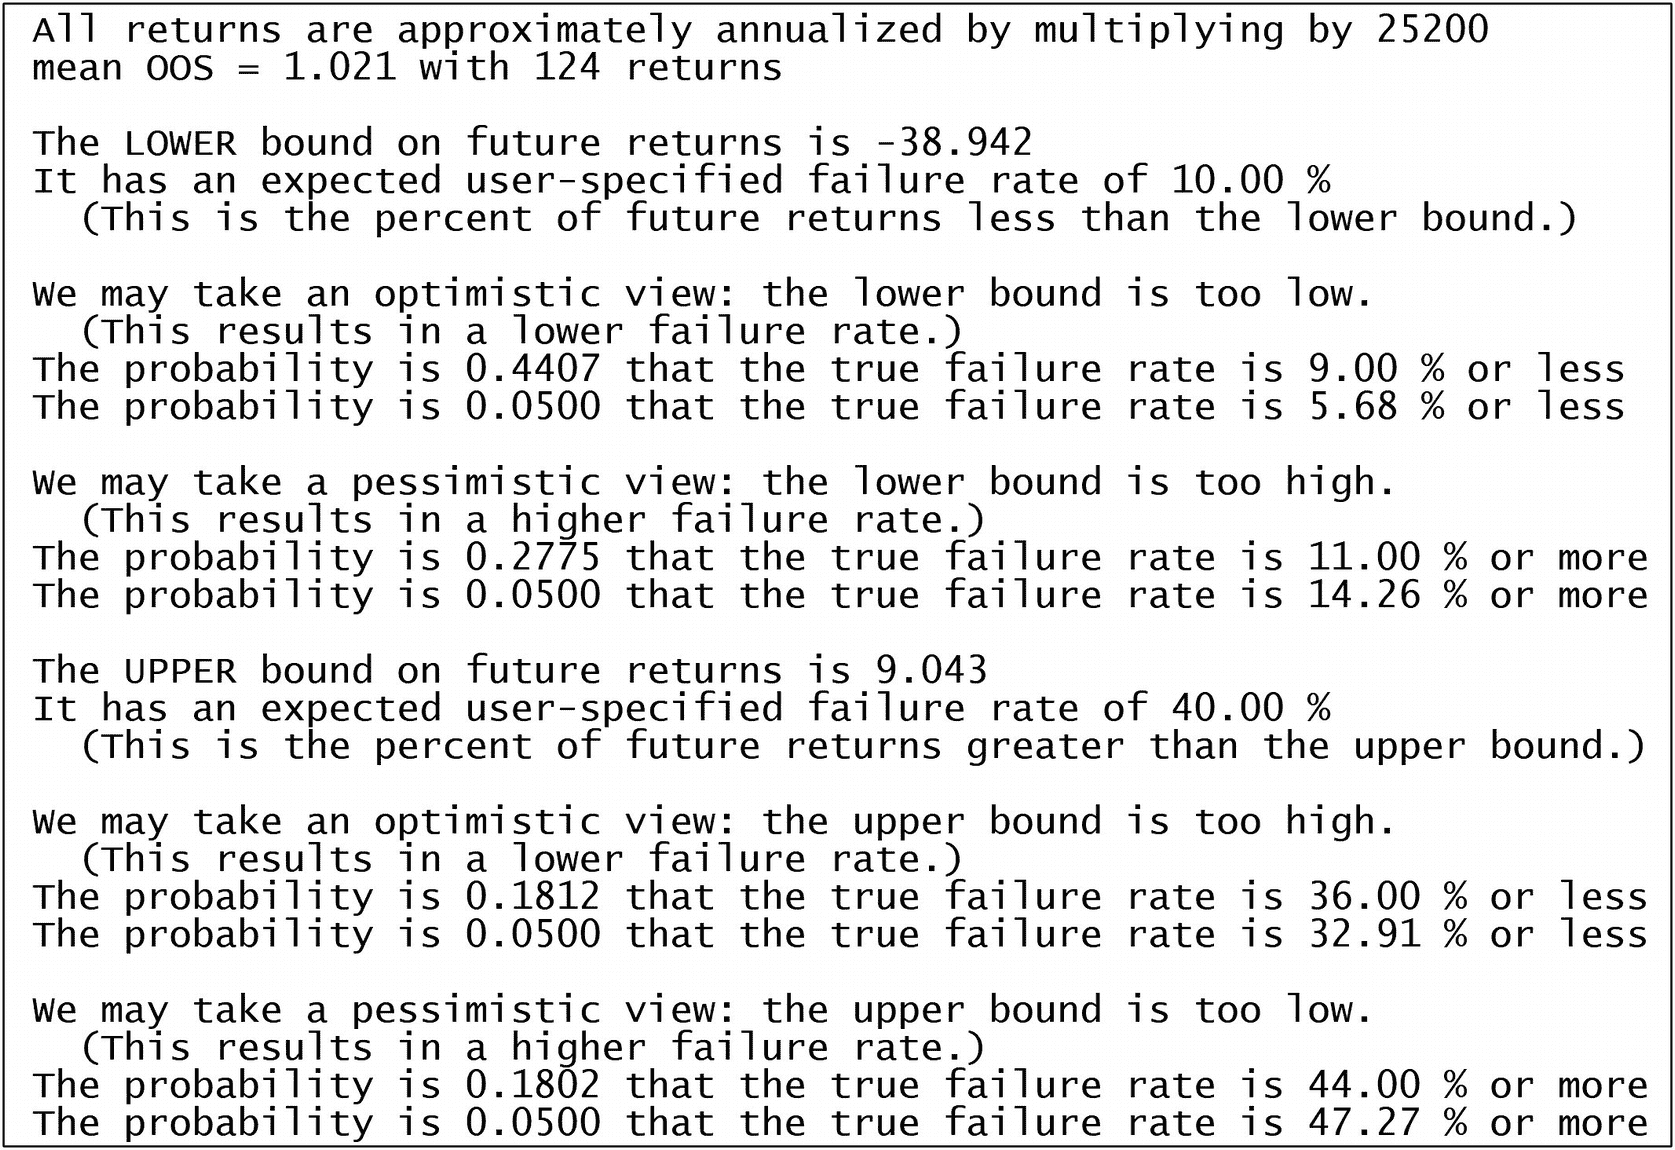 All returns are approximately annualized by multiplying by 25200
mean OOS = 1.021 with 124 returns
The LOWER bound on future returns is -38.942
It has an expected user-specified failure rate of 10.00 %
(This is the percent of future returns less than the lower bound.)
We may take an optimistic view: the lower bound is too low.
(This results in a lower failure rate.)
The probability is 0.4407 that the true failure rate is 9.00 % or less
The probability is 0.0500 that the true failure rate is 5.68 % or less
We may take a pessimistic view: the lower bound is too high.
(This results in a higher failure rate.)
The probability is 0.2775 that the true failure rate is 11.00 % or more
The probability is 0.0500 that the true failure rate is 14.26 % or more
The UPPER bound on future returns is 9.043
It has an expected user-specified failure rate of 40.00 %
(This is the percent of future returns greater than the upper bound.)
We may take an optimistic view: the upper bound is too high.
(This results in a lower failure rate.)
The probability is 0.1812 that the true failure rate is 36.00 % or less
The probability is 0.0500 that the true failure rate is 32.91 % or less
We may take a pessimistic view: the upper bound is too low.
(This results in a higher failure rate.)
The probability is 0.1802 that the true failure rate is 44.00 % or more
The probability is 0.0500 that the true failure rate is 47.27 % or more